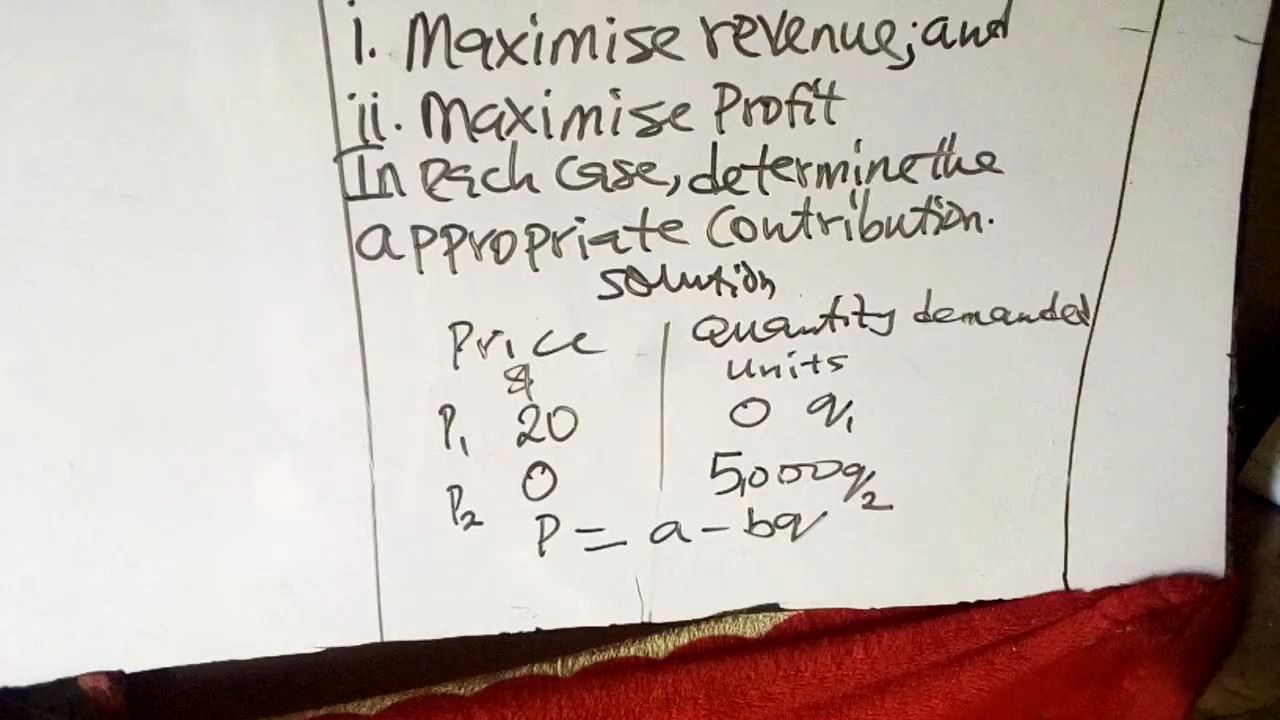 i. Maximise revenue; and
ii. Maximise Profit
In each case, determine the
appropriate contribution.
solution
Price | Quantity demanded
$ units
P₁ 20 0 q₁
P₂ 0 5,000 q₂
P = a - bq